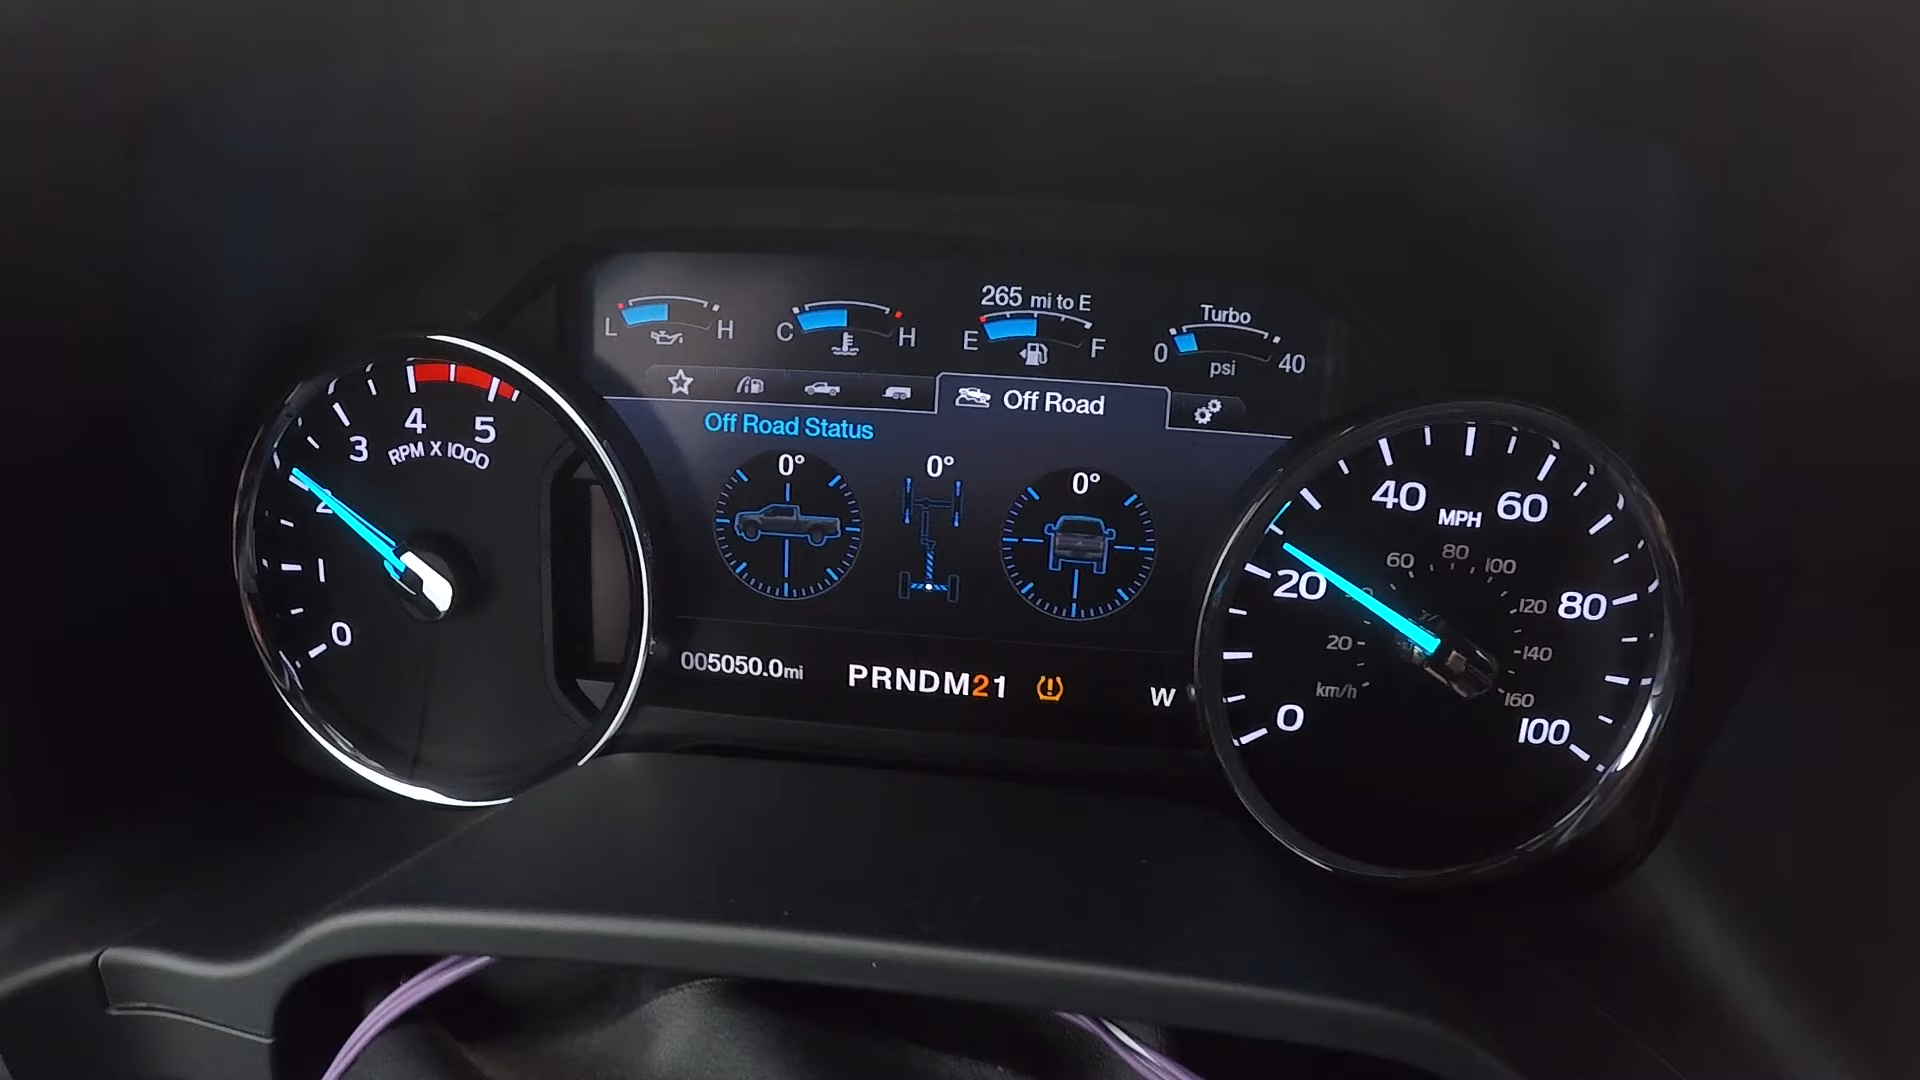 265 mi to E
Turbo
L H
C H
E F
0 40
psi
Off Road
Off Road Status
0° 0° 0°
005050.0mi
PRNDM21
W
0
1
2
3
4
5
RPM X 1000
0
20
40
60
80
100
MPH
20
60
80
100
120
140
160
km/h